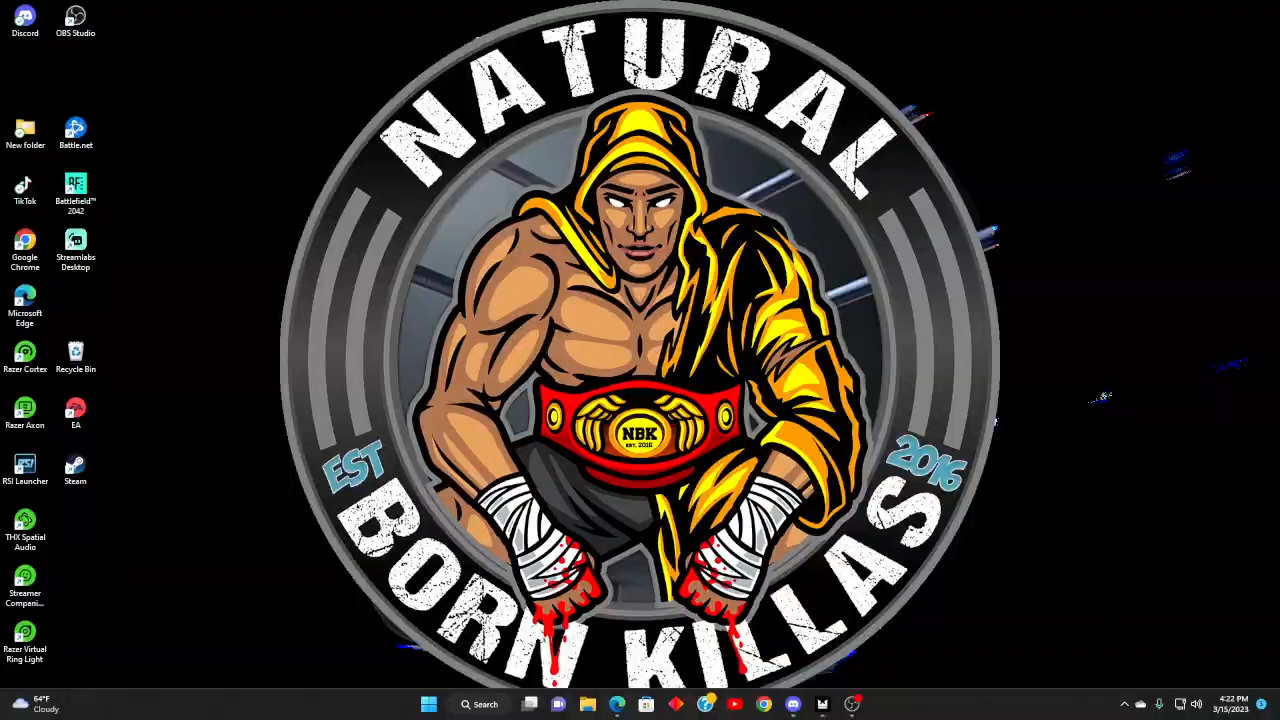 Discord
OBS Studio
New folder
Battle.net
TikTok
Battlefield™
2042
Google
Chrome
Streamlabs
Desktop
Microsoft
Edge
Razer Cortex
Recycle Bin
Razer Axon
EA
RSI Launcher
Steam
THX Spatial
Audio
Streamer
Compani...
Razer Virtual
Ring Light
NATURAL
NBK
EST. 2016
EST
2016
BORN KILLAS
64°F
Cloudy
Search
4:22 PM
3/15/2023